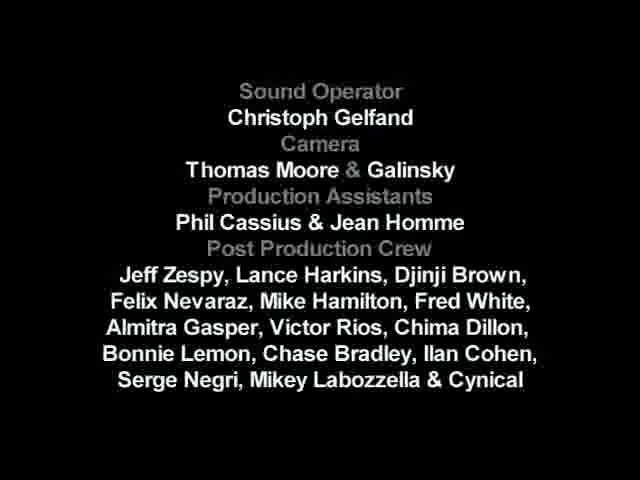 Sound Operator
Christoph Gelfand
Camera
Thomas Moore & Galinsky
Production Assistants
Phil Cassius & Jean Homme
Post Production Crew
Jeff Zespy, Lance Harkins, Djinji Brown,
Felix Nevaraz, Mike Hamilton, Fred White,
Almitra Gasper, Victor Rios, Chima Dillon,
Bonnie Lemon, Chase Bradley, Ilan Cohen,
Serge Negri, Mikey Labozzella & Cynical